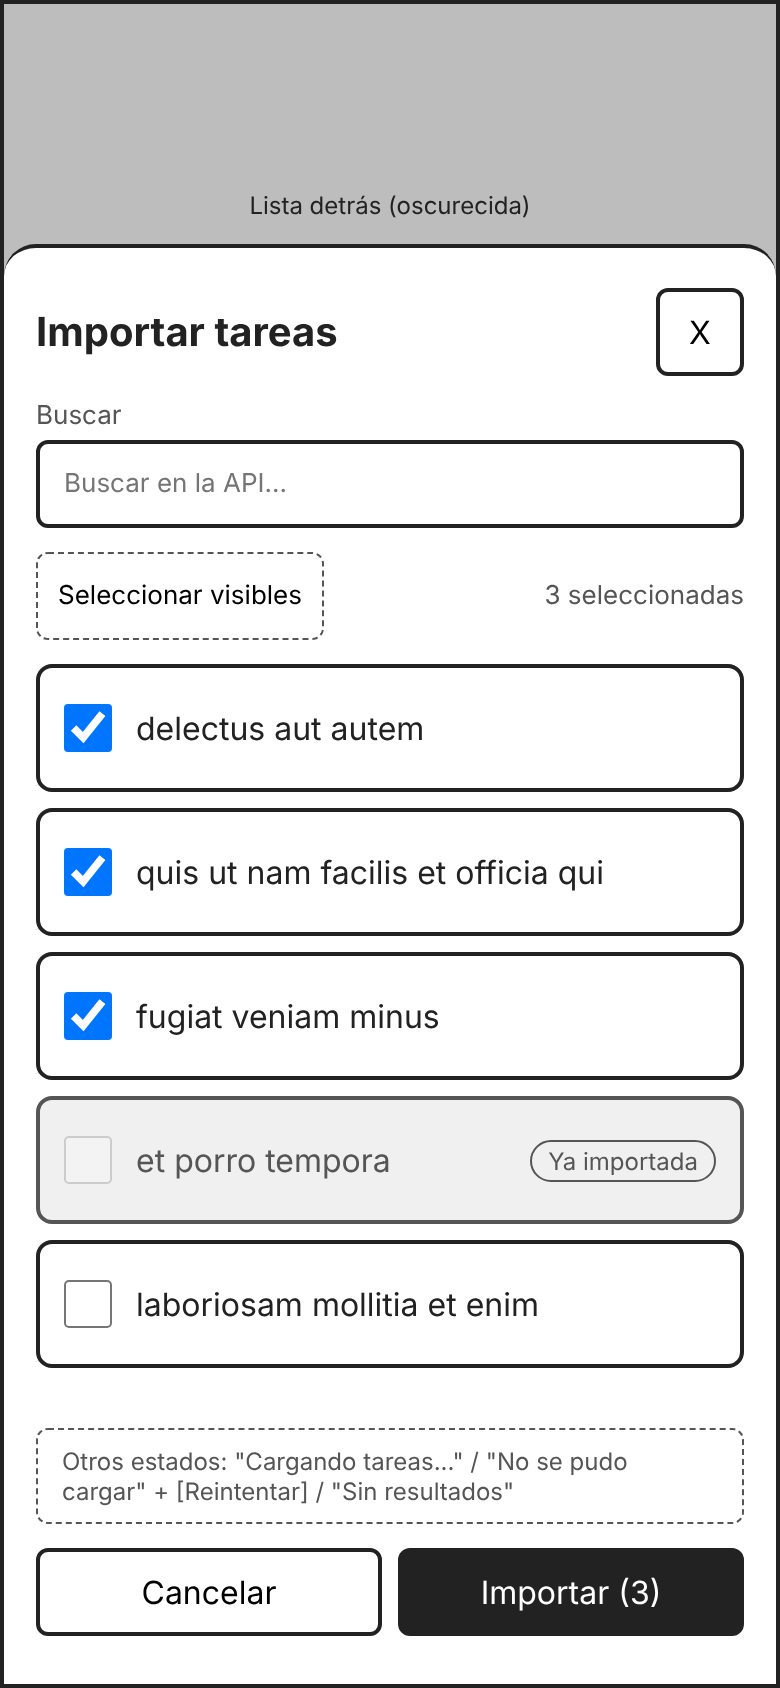 Lista detrás (oscurecida)
Importar tareas
X
Buscar
Buscar en la API...
Seleccionar visibles
3 seleccionadas
delectus aut autem
quis ut nam facilis et officia qui
fugiat veniam minus
et porro tempora
Ya importada
laboriosam mollitia et enim
Otros estados: "Cargando tareas..." / "No se pudo
cargar" + [Reintentar] / "Sin resultados"
Cancelar
Importar (3)